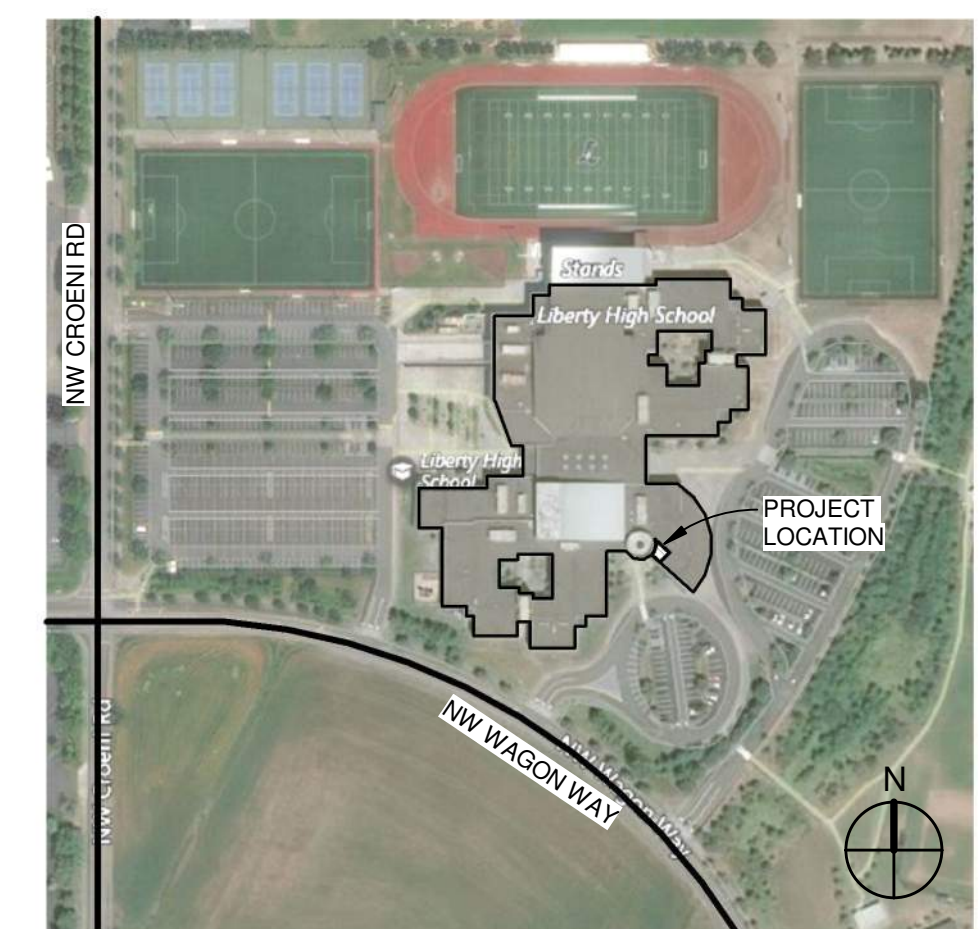 Stands
Liberty High School
NW CROENI RD
Liberty High
School
PROJECT
LOCATION
NW WAGON WAY
NW Wagon Way
NW Croeni Rd
N